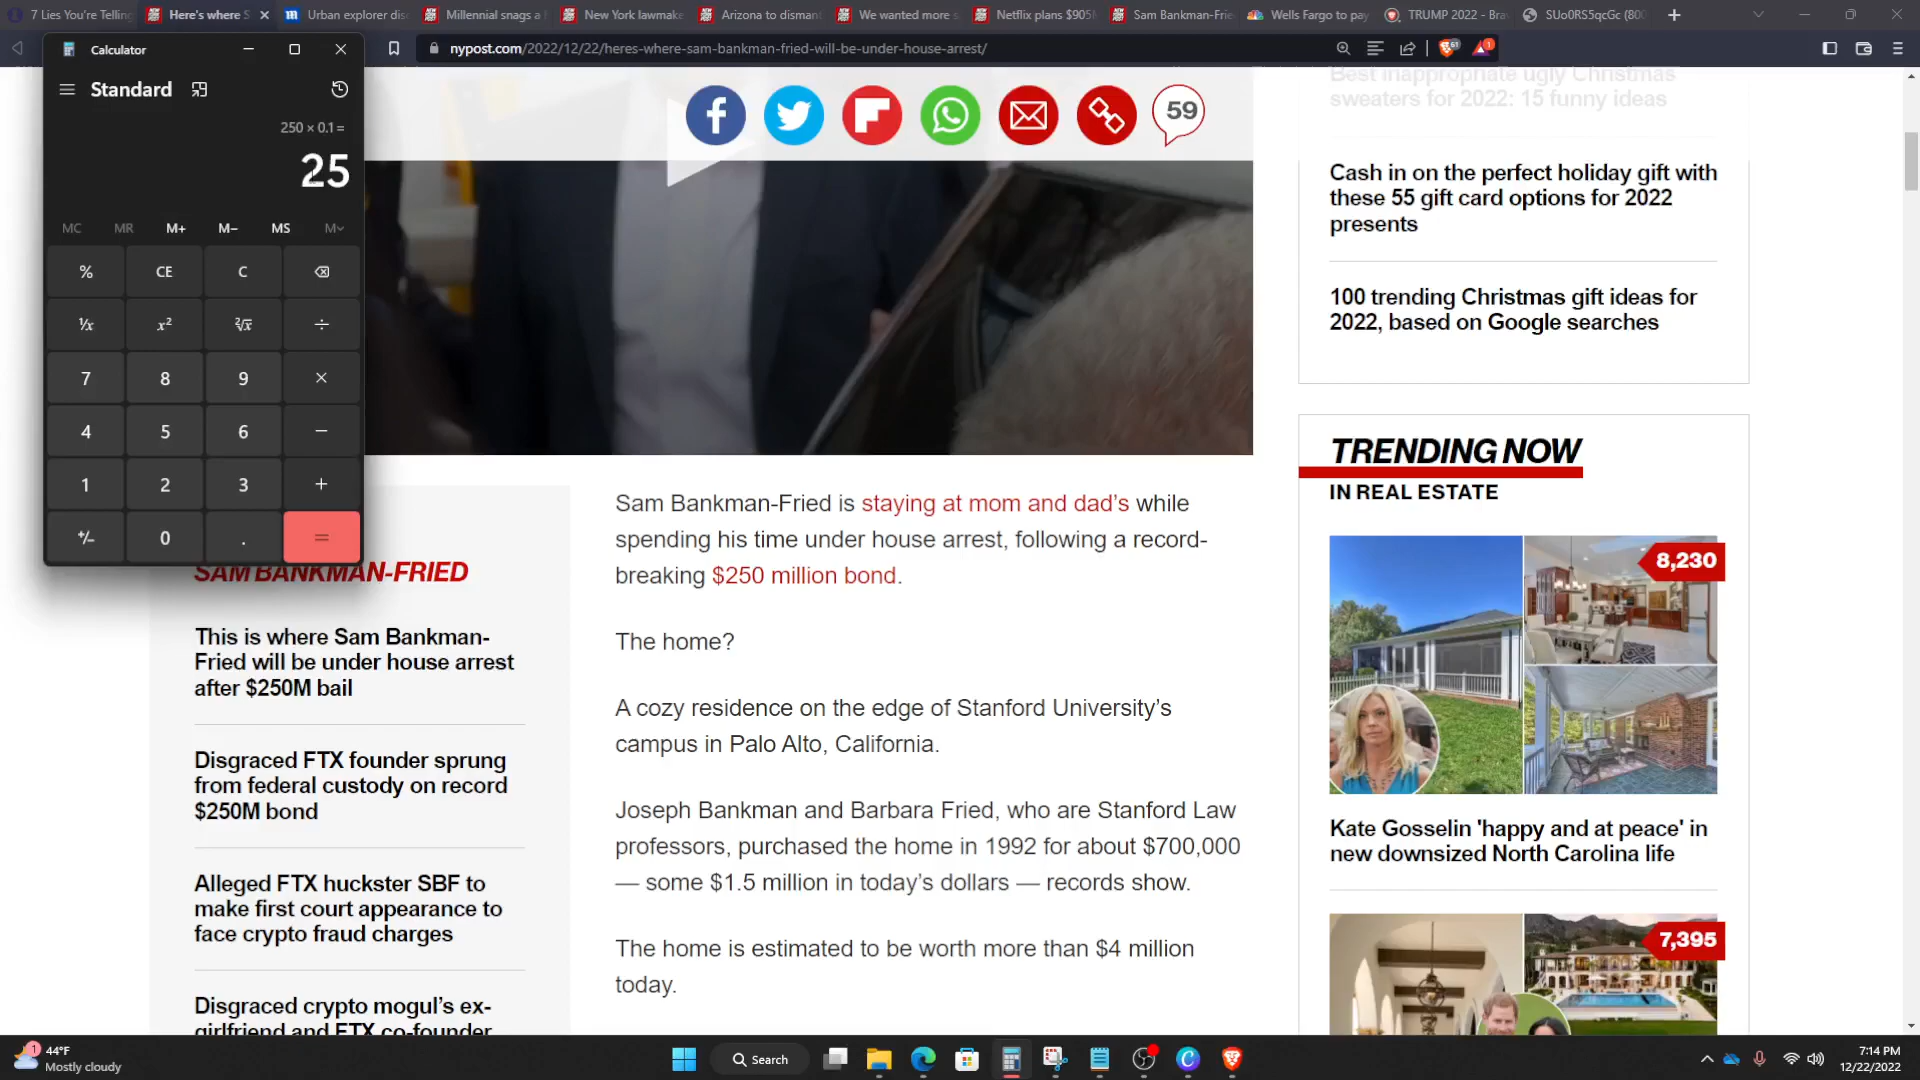 7 Lies You're Telling
Here's where S
Urban explorer dis
Millennial snags a
New York lawmake
Arizona to dismant
We wanted more s
Netflix plans $905
Sam Bankman-Frie
Wells Fargo to pay
TRUMP 2022 - Bra
SUo0RS5qcGc (800
nypost.com/2022/12/22/heres-where-sam-bankman-fried-will-be-under-house-arrest/
61
1
Calculator
Standard
250 × 0.1 =
25
MC MR M+ M− MS M˅
% CE C ⌫
¹/x x² ²√x ÷
7 8 9 ×
4 5 6 −
1 2 3 +
+/− 0 . =
59
SAM BANKMAN-FRIED
This is where Sam Bankman-
Fried will be under house arrest
after $250M bail
Disgraced FTX founder sprung
from federal custody on record
$250M bond
Alleged FTX huckster SBF to
make first court appearance to
face crypto fraud charges
Disgraced crypto mogul's ex-
girlfriend and FTX co-founder
Sam Bankman-Fried is staying at mom and dad's while
spending his time under house arrest, following a record-
breaking $250 million bond.
The home?
A cozy residence on the edge of Stanford University's
campus in Palo Alto, California.
Joseph Bankman and Barbara Fried, who are Stanford Law
professors, purchased the home in 1992 for about $700,000
— some $1.5 million in today's dollars — records show.
The home is estimated to be worth more than $4 million
today.
Best inappropriate ugly Christmas
sweaters for 2022: 15 funny ideas
Cash in on the perfect holiday gift with
these 55 gift card options for 2022
presents
100 trending Christmas gift ideas for
2022, based on Google searches
TRENDING NOW
IN REAL ESTATE
8,230
Kate Gosselin 'happy and at peace' in
new downsized North Carolina life
7,395
1
44°F
Mostly cloudy
Search
7:14 PM
12/22/2022